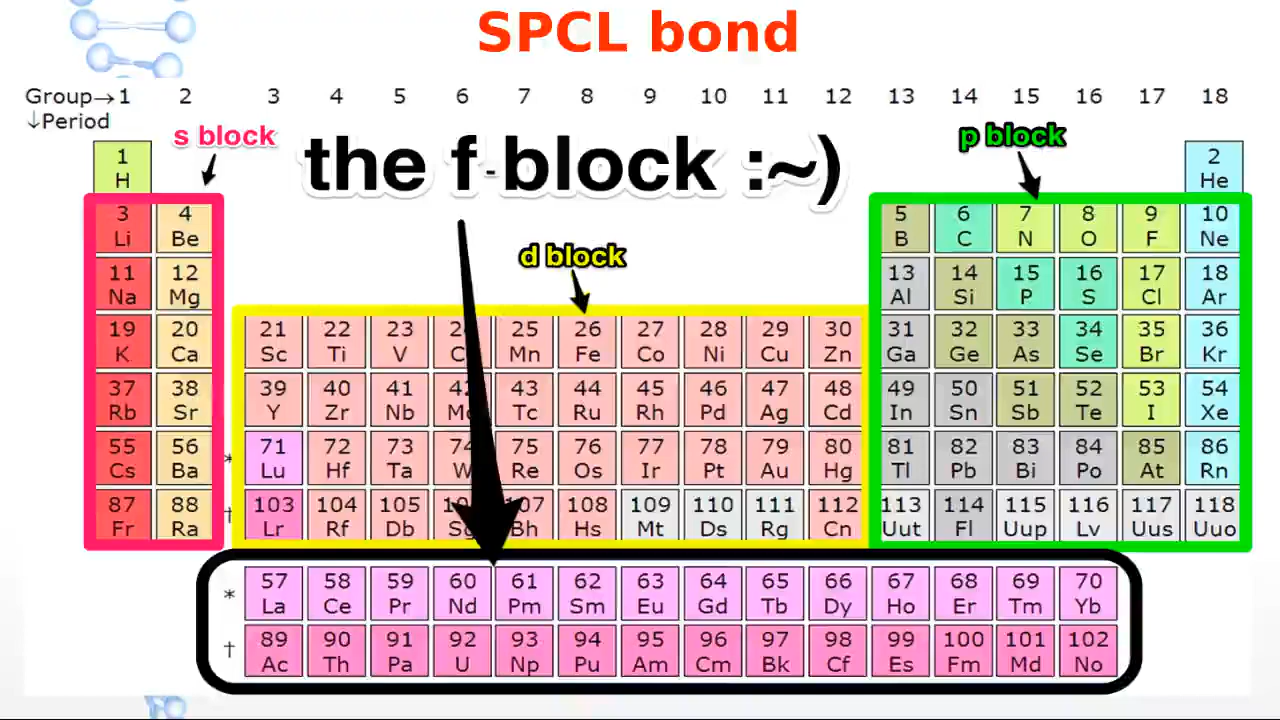 SPCL bond
Group→ 1 2 3 4 5 6 7 8 9 10 11 12 13 14 15 16 17 18
↓Period
s block
the f-block :~)
p block
d block
1 2
H He
3 4 5 6 7 8 9 10
Li Be B C N O F Ne
11 12 13 14 15 16 17 18
Na Mg Al Si P S Cl Ar
19 20 21 22 23 25 26 27 28 29 30 31 32 33 34 35 36
K Ca Sc Ti V Mn Fe Co Ni Cu Zn Ga Ge As Se Br Kr
37 38 39 40 41 42 43 44 45 46 47 48 49 50 51 52 53 54
Rb Sr Y Zr Nb Tc Ru Rh Pd Ag Cd In Sn Sb Te I Xe
55 56 71 72 73 74 75 76 77 78 79 80 81 82 83 84 85 86
Cs Ba * Lu Hf Ta W Re Os Ir Pt Au Hg Tl Pb Bi Po At Rn
87 88 103 104 105 107 108 109 110 111 112 113 114 115 116 117 118
Fr Ra † Lr Rf Db Sg Bh Hs Mt Ds Rg Cn Uut Fl Uup Lv Uus Uuo
57 58 59 60 61 62 63 64 65 66 67 68 69 70
* La Ce Pr Nd Pm Sm Eu Gd Tb Dy Ho Er Tm Yb
89 90 91 92 93 94 95 96 97 98 99 100 101 102
† Ac Th Pa U Np Pu Am Cm Bk Cf Es Fm Md No